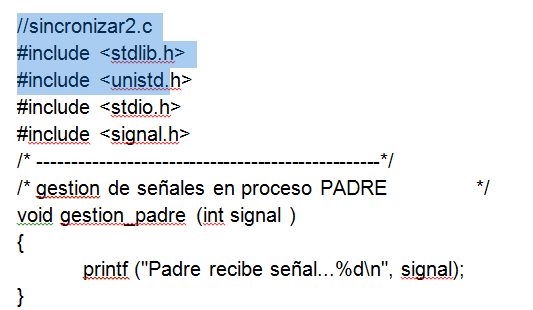 //sincronizar2.c
#include <stdlib.h>
#include <unistd.h>
#include <stdio.h>
#include <signal.h>
/* -----------------------------------------------------*/
/* gestion de señales en proceso PADRE */
void gestion_padre (int signal )
{
printf ("Padre recibe señal...%d\n", signal);
}